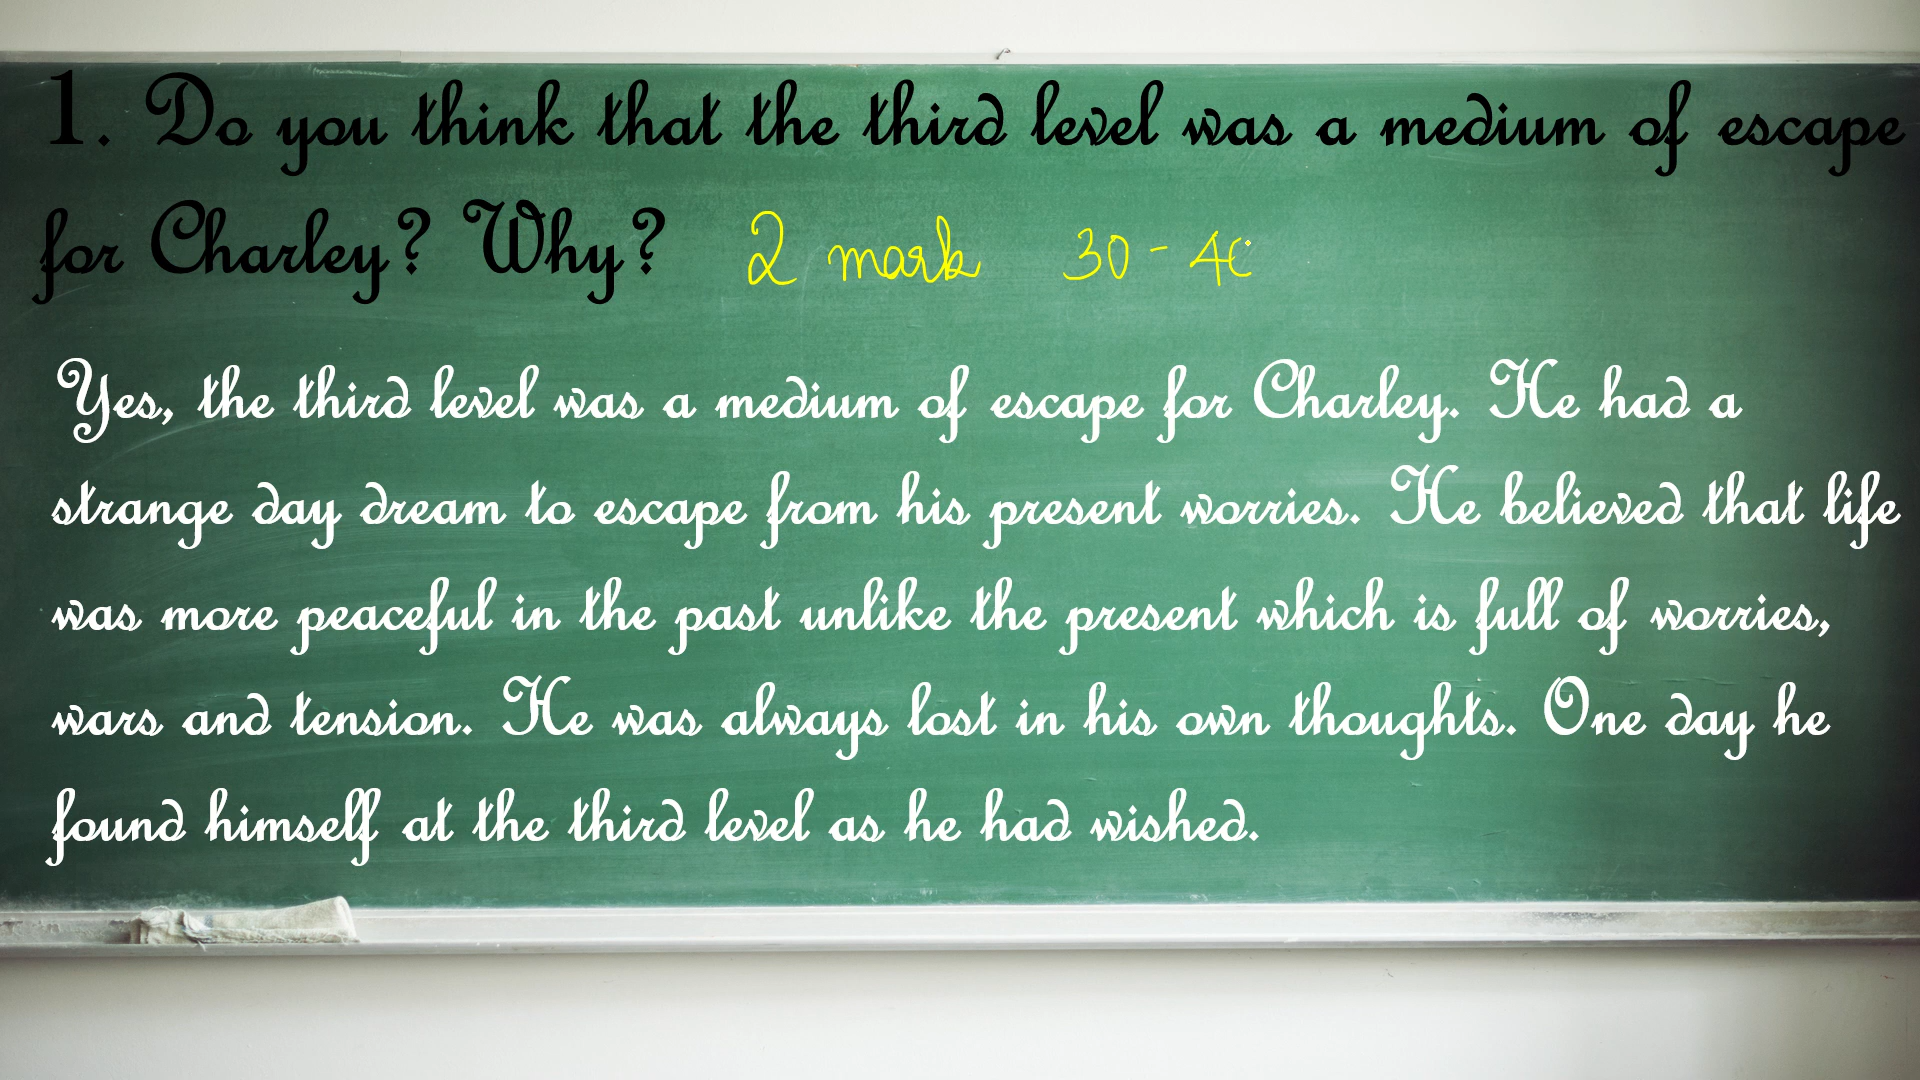 1. Do you think that the third level was a medium of escape
for Charley? Why? 2 mark 30 - 4
Yes, the third level was a medium of escape for Charley. He had a
strange day dream to escape from his present worries. He believed that life
was more peaceful in the past unlike the present which is full of worries,
wars and tension. He was always lost in his own thoughts. One day he
found himself at the third level as he had wished.